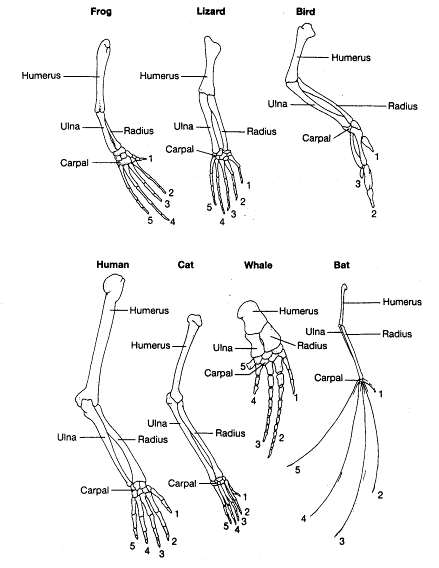 Frog
Humerus
Ulna
Radius
Carpal
1
2
3
4
5
Lizard
Humerus
Ulna
Radius
Carpal
1
2
3
4
5
Bird
Humerus
Ulna
Radius
Carpal
1
3
2
Human
Humerus
Ulna
Radius
Carpal
1
2
3
4
5
Cat
Humerus
Ulna
Radius
Carpal
1
2
3
4
5
Whale
Humerus
Ulna
Radius
5
Carpal
4
1
3
2
Bat
Humerus
Ulna
Radius
Carpal
1
5
2
4
3